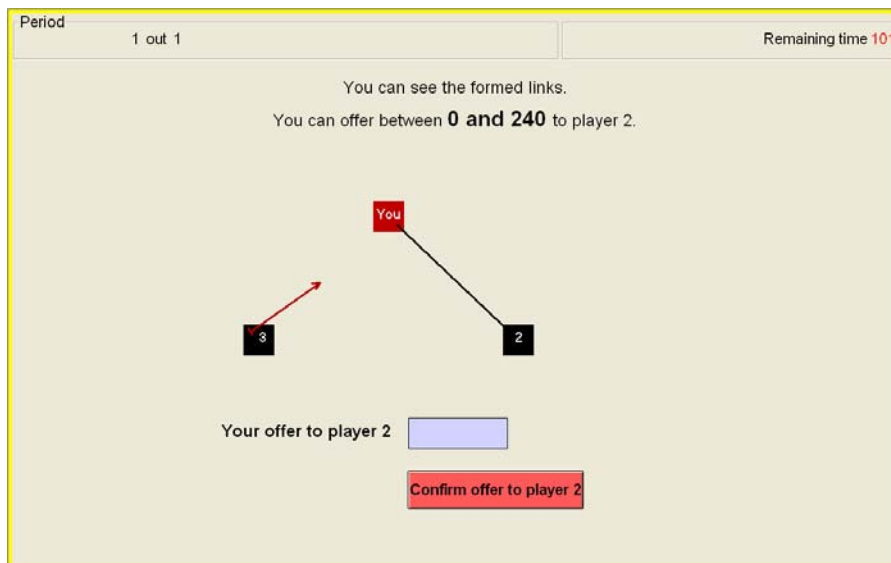 Period
1 out 1
Remaining time 101
You can see the formed links.
You can offer between 0 and 240 to player 2.
You
3
2
Your offer to player 2
Confirm offer to player 2